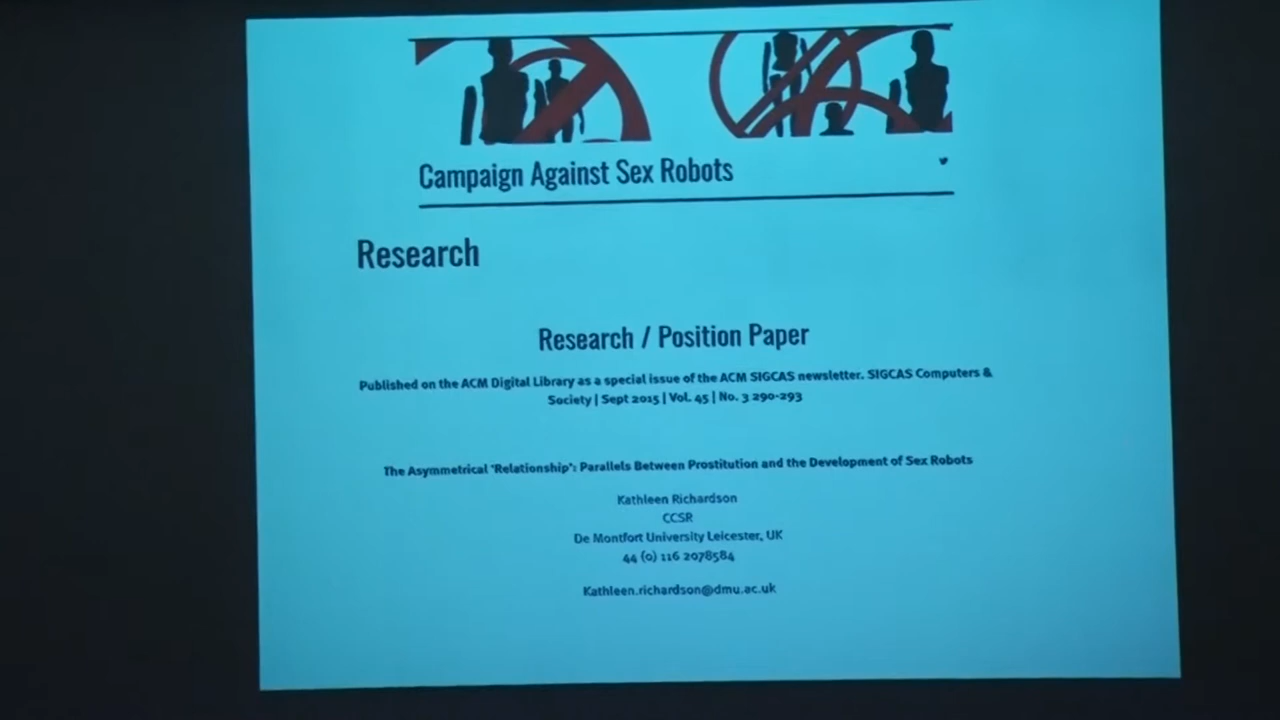 Campaign Against Sex Robots
Research
Research / Position Paper
Published on the ACM Digital Library as a special issue of the ACM SIGCAS newsletter. SIGCAS Computers &
Society | Sept 2015 | Vol. 45 | No. 3 290-293
The Asymmetrical 'Relationship': Parallels Between Prostitution and the Development of Sex Robots
Kathleen Richardson
CCSR
De Montfort University Leicester, UK
44 (0) 116 2078584
Kathleen.richardson@dmu.ac.uk